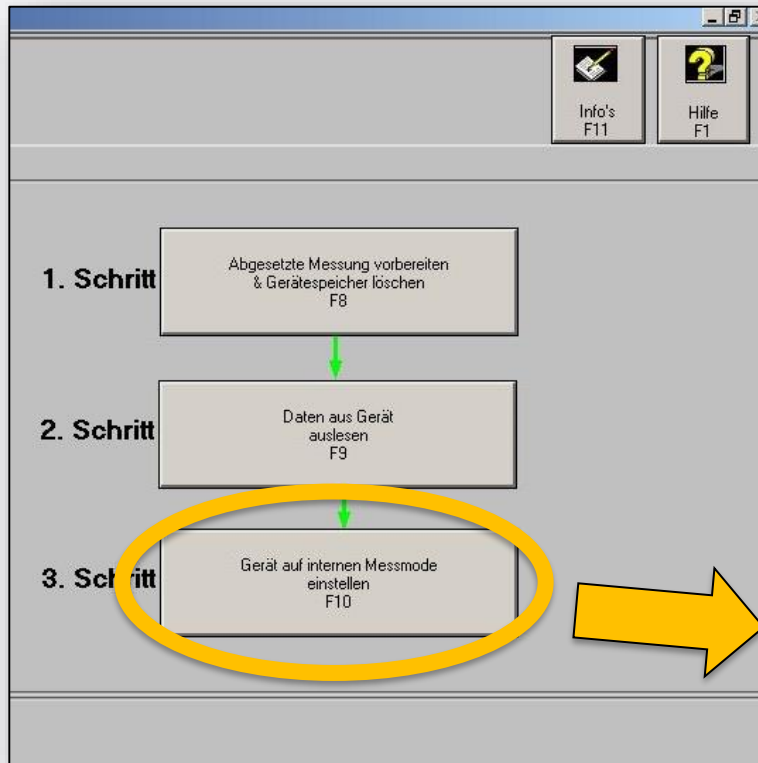 Info's
F11
Hilfe
F1
1. Schritt
Abgesetzte Messung vorbereiten
& Gerätespeicher löschen
F8
2. Schritt
Daten aus Gerät
auslesen
F9
3. Schritt
Gerät auf internen Messmode
einstellen
F10